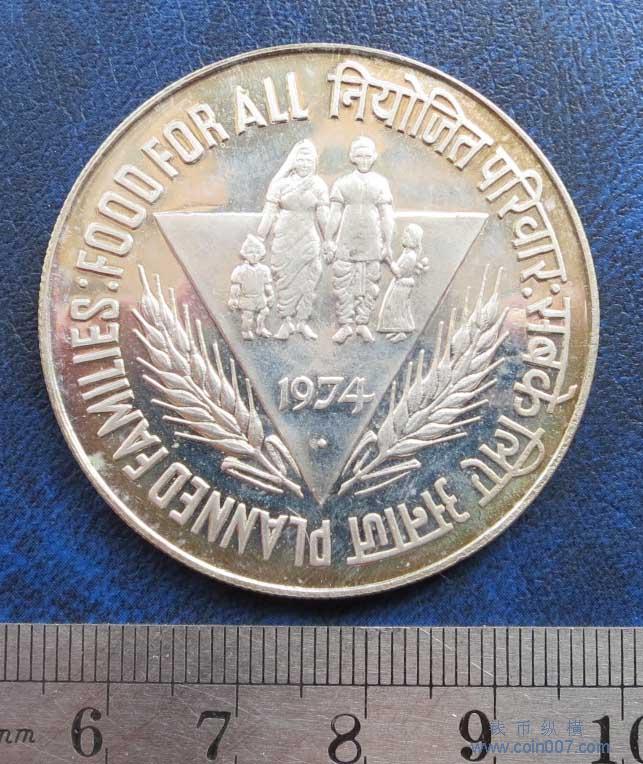 PLANNED FAMILIES: FOOD FOR ALL
नियोजित परिवार: सबके लिए अनाज
1974
mm 6 7 8 9 10
钱币纵横
www.coin007.com